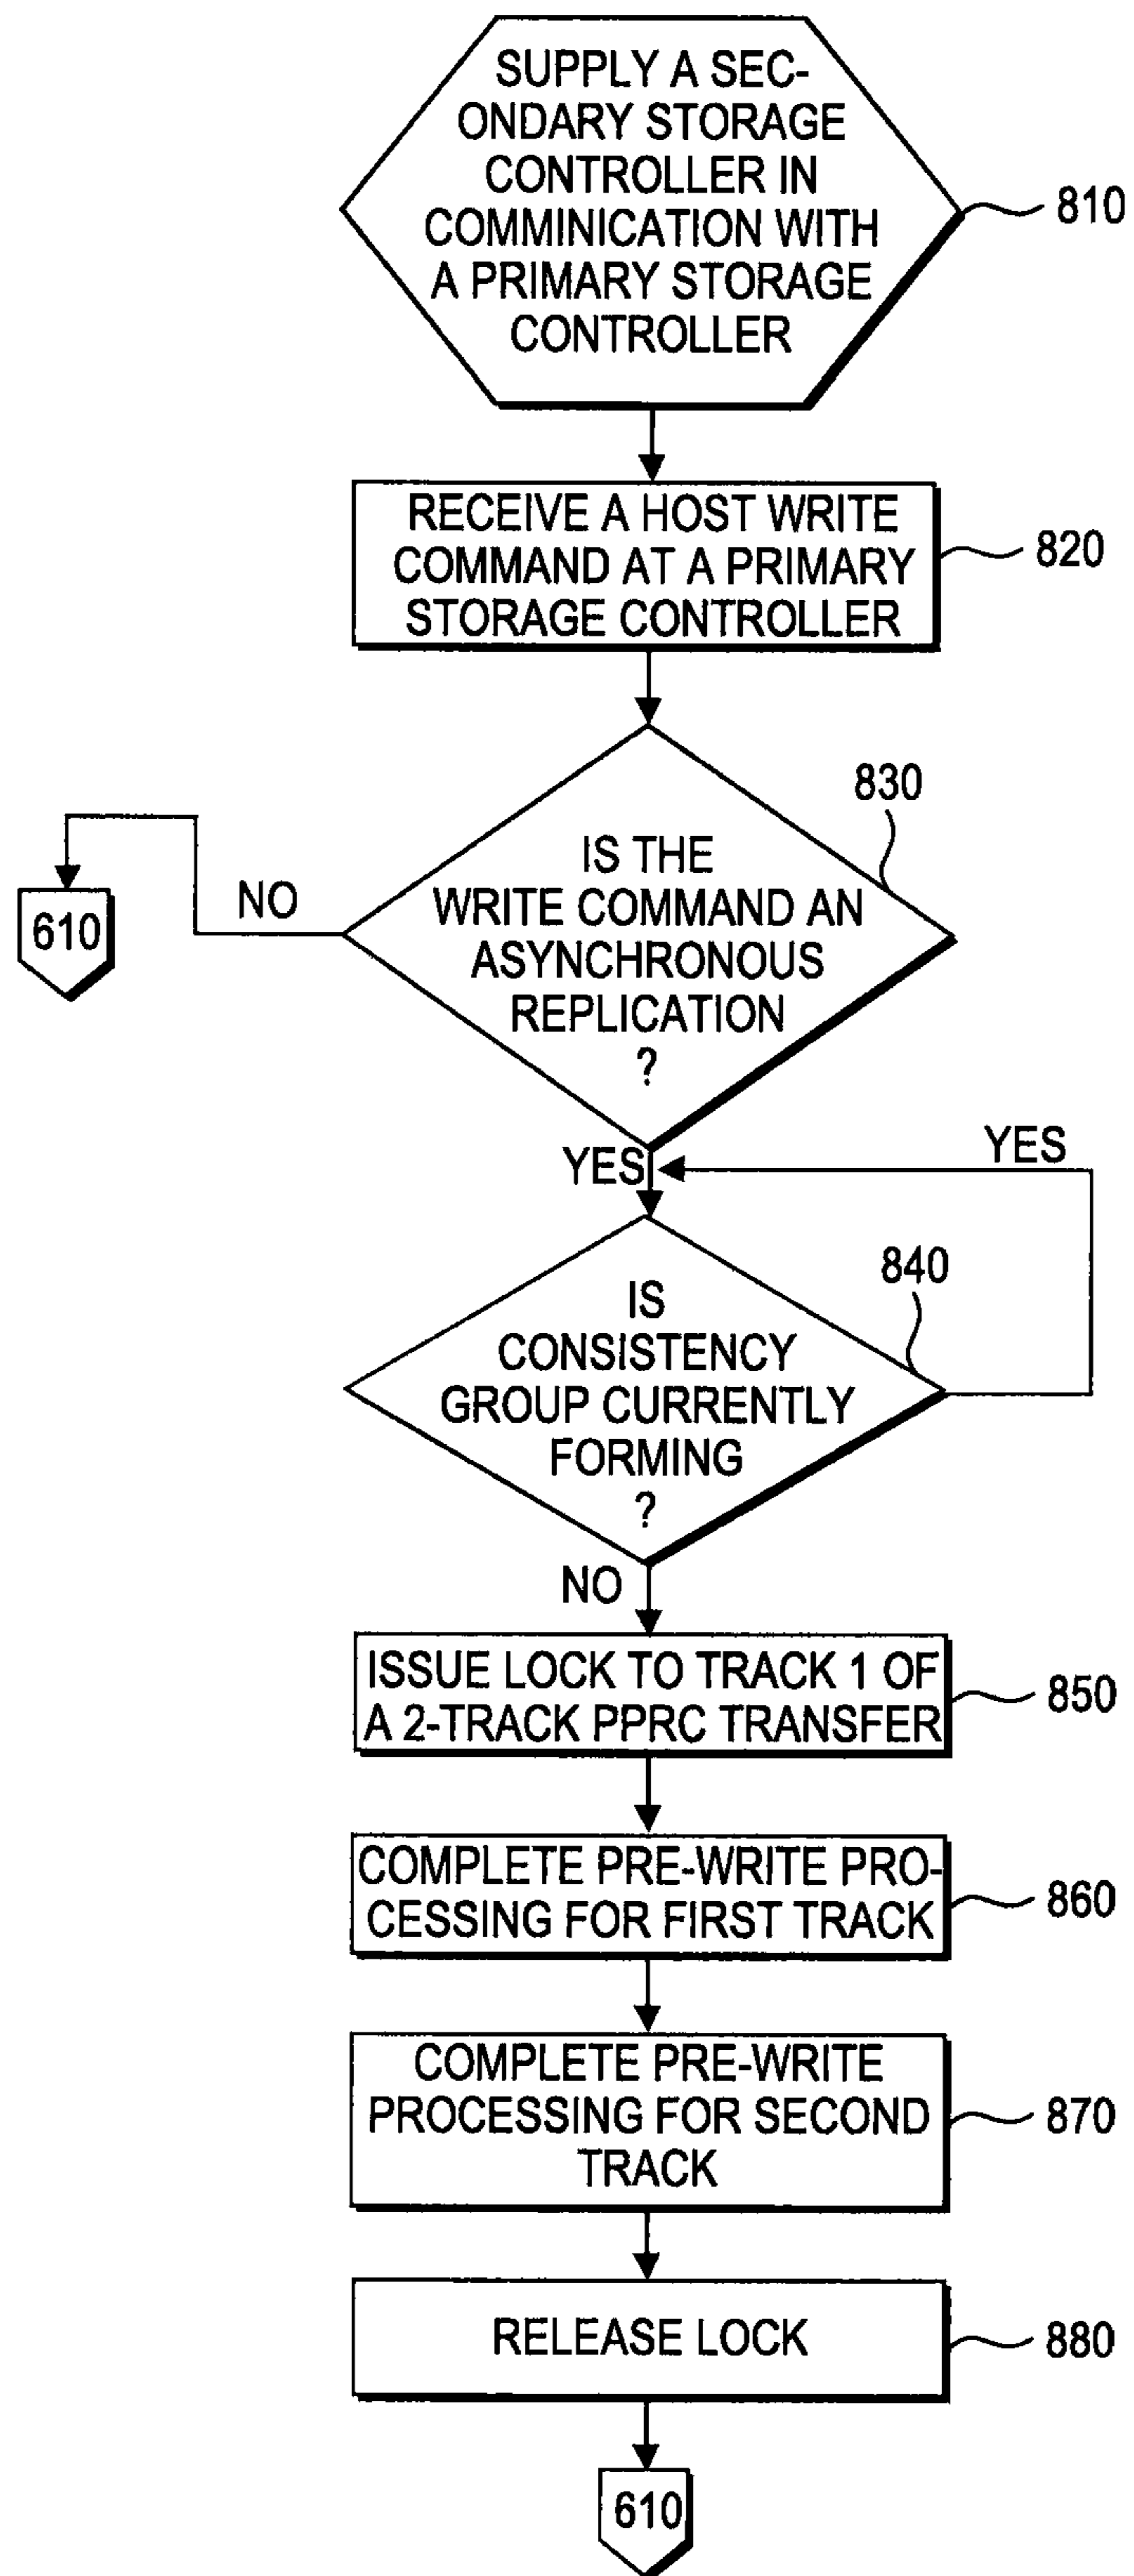 SUPPLY A SEC-
ONDARY STORAGE
CONTROLLER IN
COMMINICATION WITH
A PRIMARY STORAGE
CONTROLLER
810
RECEIVE A HOST WRITE
COMMAND AT A PRIMARY
STORAGE CONTROLLER
820
830
IS THE
WRITE COMMAND AN
ASYNCHRONOUS
REPLICATION
?
NO
610
YES
YES
840
IS
CONSISTENCY
GROUP CURRENTLY
FORMING
?
NO
ISSUE LOCK TO TRACK 1 OF
A 2-TRACK PPRC TRANSFER
850
COMPLETE PRE-WRITE PRO-
CESSING FOR FIRST TRACK
860
COMPLETE PRE-WRITE
PROCESSING FOR SECOND
TRACK
870
RELEASE LOCK
880
610